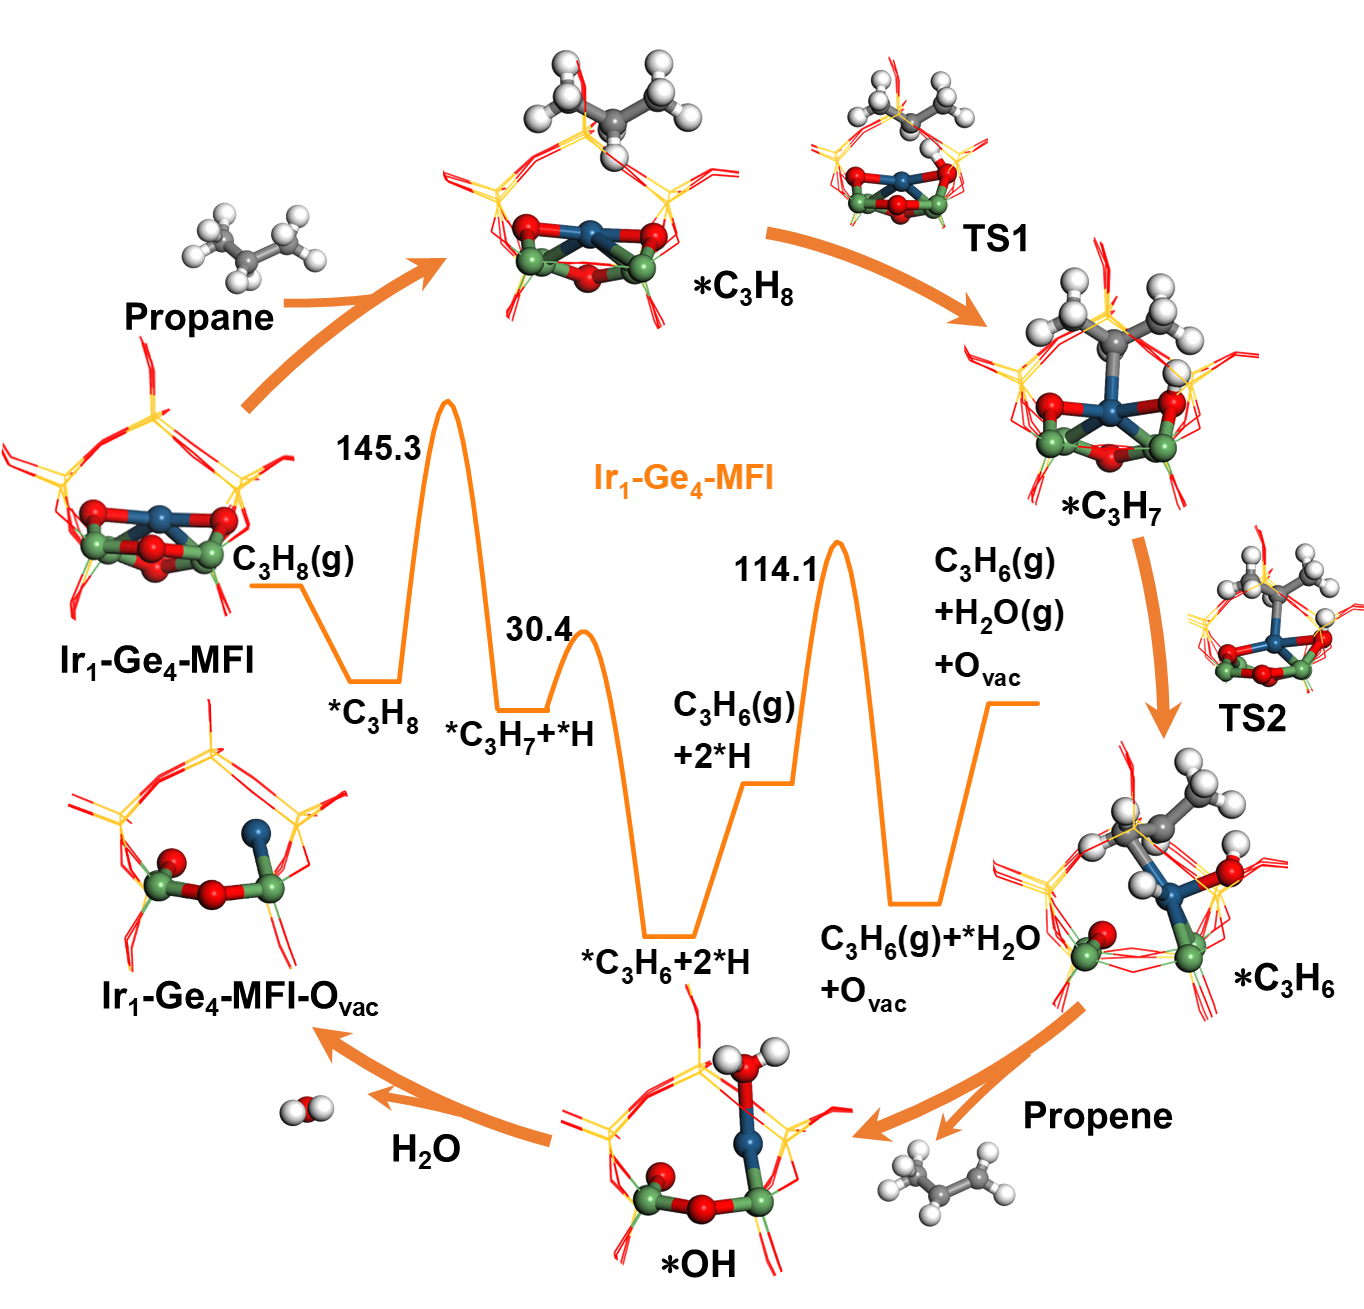 TS1
*C₃H₈
Propane
145.3
Ir₁-Ge₄-MFI
*C₃H₇
C₃H₈(g)
114.1
C₃H₆(g)
+H₂O(g)
+Oᵥₐc
30.4
Ir₁-Ge₄-MFI
*C₃H₈
*C₃H₇+*H
C₃H₆(g)
+2*H
TS2
*C₃H₆+2*H
C₃H₆(g)+*H₂O
+Oᵥₐc
*C₃H₆
Ir₁-Ge₄-MFI-Oᵥₐc
Propene
H₂O
*OH